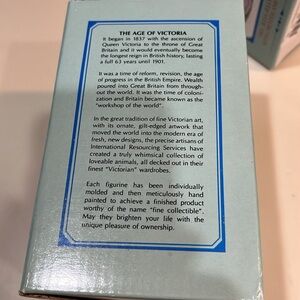 THE AGE OF VICTORIA
It began in 1837 with the ascension of
Queen Victoria to the throne of Great
Britain and it would eventually become
the longest reign in British history, lasting
a full 63 years until 1901.
It was a time of reform, revision, the age
of progress in the British Empire. Wealth
poured into Great Britain from through-
out the world. It was the time of coloni-
zation and Britain became known as the
"workshop of the world".
In the great tradition of fine Victorian art,
with its ornate, gilt-edged artwork that
moved the world into the modern era of
fresh, new designs, the precise artisans of
International Resourcing Services have
created a truly whimsical collection of
loveable animals, all decked out in their
finest "Victorian" wardrobes.
Each figurine has been individually
molded and then meticulously hand
painted to achieve a finished product
worthy of the name "fine collectible".
May they brighten your life with the
unique pleasure of ownership.